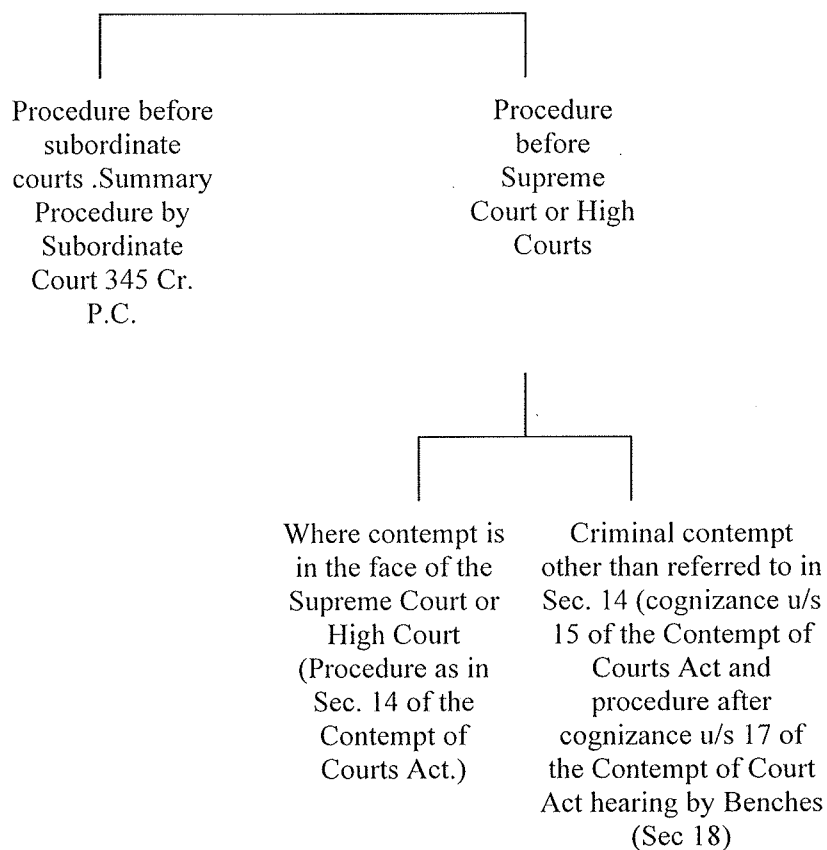 Procedure before
subordinate
courts .Summary
Procedure by
Subordinate
Court 345 Cr.
P.C.
Procedure
before
Supreme
Court or High
Courts
Where contempt is
in the face of the
Supreme Court or
High Court
(Procedure as in
Sec. 14 of the
Contempt of
Courts Act.)
Criminal contempt
other than referred to in
Sec. 14 (cognizance u/s
15 of the Contempt of
Courts Act and
procedure after
cognizance u/s 17 of
the Contempt of Court
Act hearing by Benches
(Sec 18)